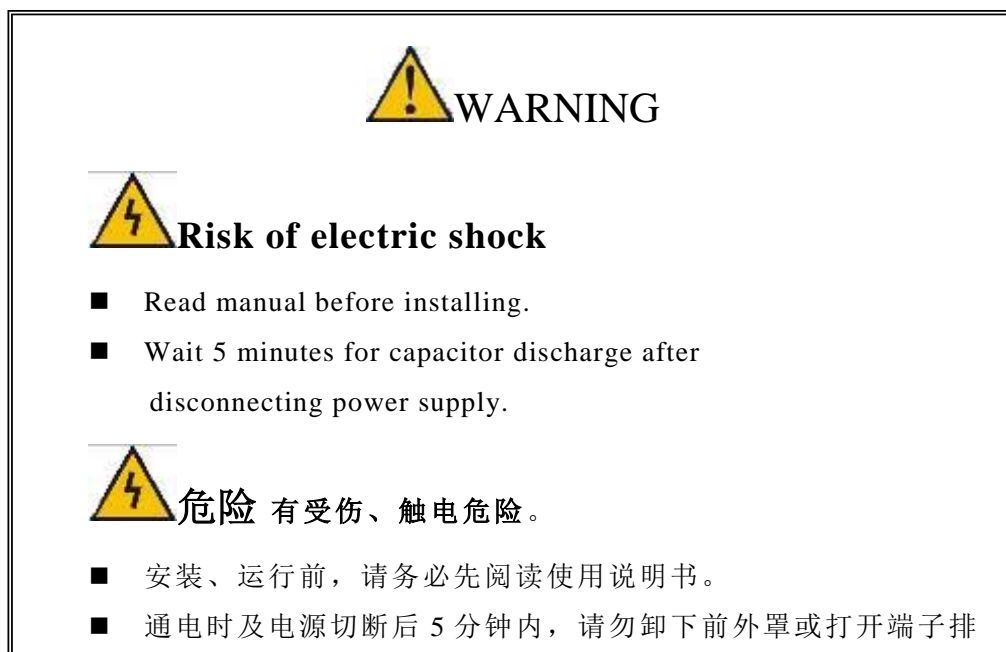 WARNING
Risk of electric shock
■ Read manual before installing.
■ Wait 5 minutes for capacitor discharge after
disconnecting power supply.
危险 有受伤、触电危险。
■ 安装、运行前，请务必先阅读使用说明书。
■ 通电时及电源切断后 5 分钟内，请勿卸下前外罩或打开端子排